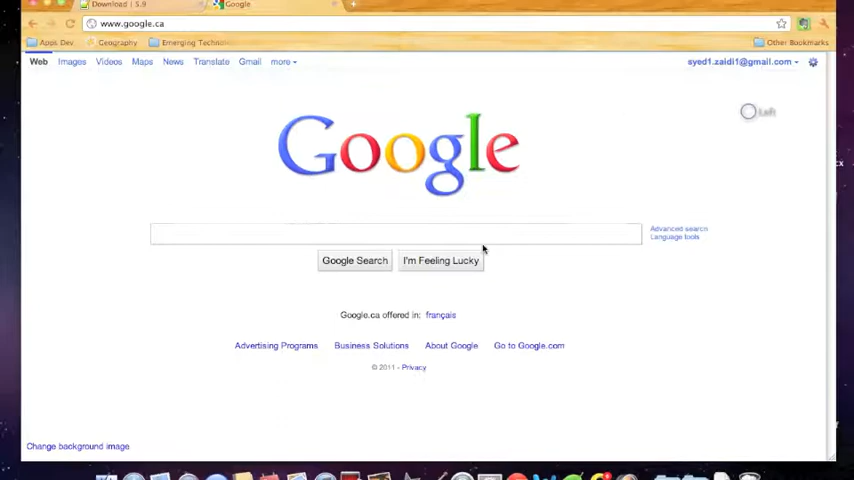 Download | 5.9
Google
www.google.ca
Apps Dev Geography Emerging Techno
Other Bookmarks
Web Images Videos Maps News Translate Gmail more
syed1.zaidi1@gmail.com
Left
Google
Advanced search
Language tools
Google Search I'm Feeling Lucky
Google.ca offered in: français
Advertising Programs Business Solutions About Google Go to Google.com
© 2011 - Privacy
Change background image